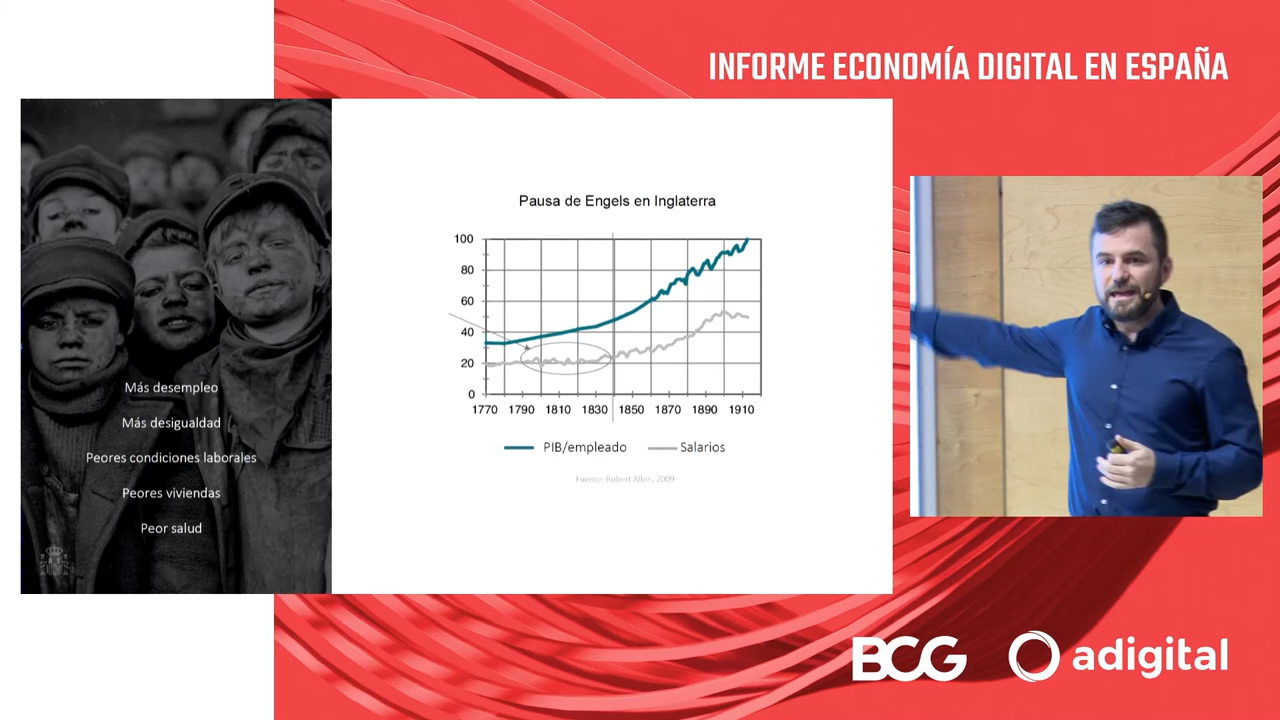 INFORME ECONOMÍA DIGITAL EN ESPAÑA
Más desempleo
Más desigualdad
Peores condiciones laborales
Peores viviendas
Peor salud
Pausa de Engels en Inglaterra
100
80
60
40
20
0
1770 1790 1810 1830 1850 1870 1890 1910
PIB/empleado Salarios
Fuente: Robert Allen, 2009
BCG adigital